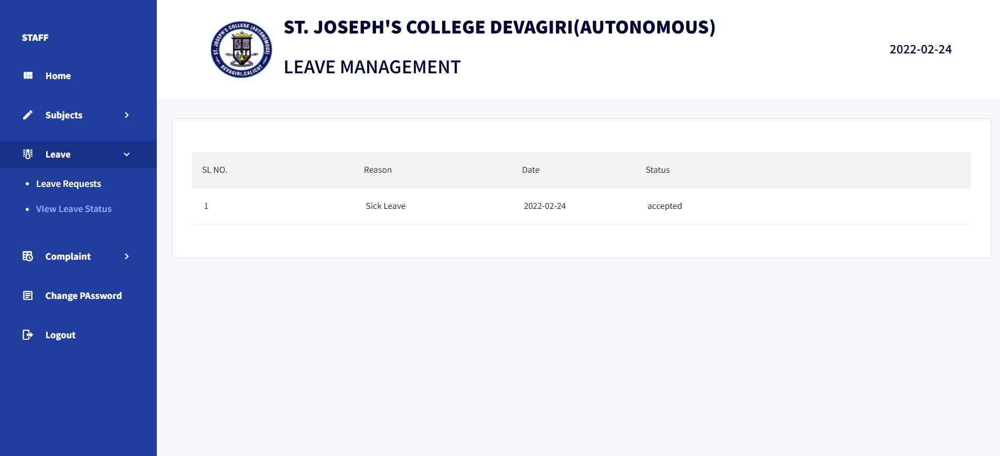 STAFF
Home
Subjects
Leave
Leave Requests
VIew Leave Status
Complaint
Change PAssword
Logout
ST. JOSEPH'S COLLEGE (AUTONOMOUS)
DEVAGIRI, CALICUT
ST. JOSEPH'S COLLEGE DEVAGIRI(AUTONOMOUS)
LEAVE MANAGEMENT
2022-02-24
SL NO. Reason Date Status
1 Sick Leave 2022-02-24 accepted